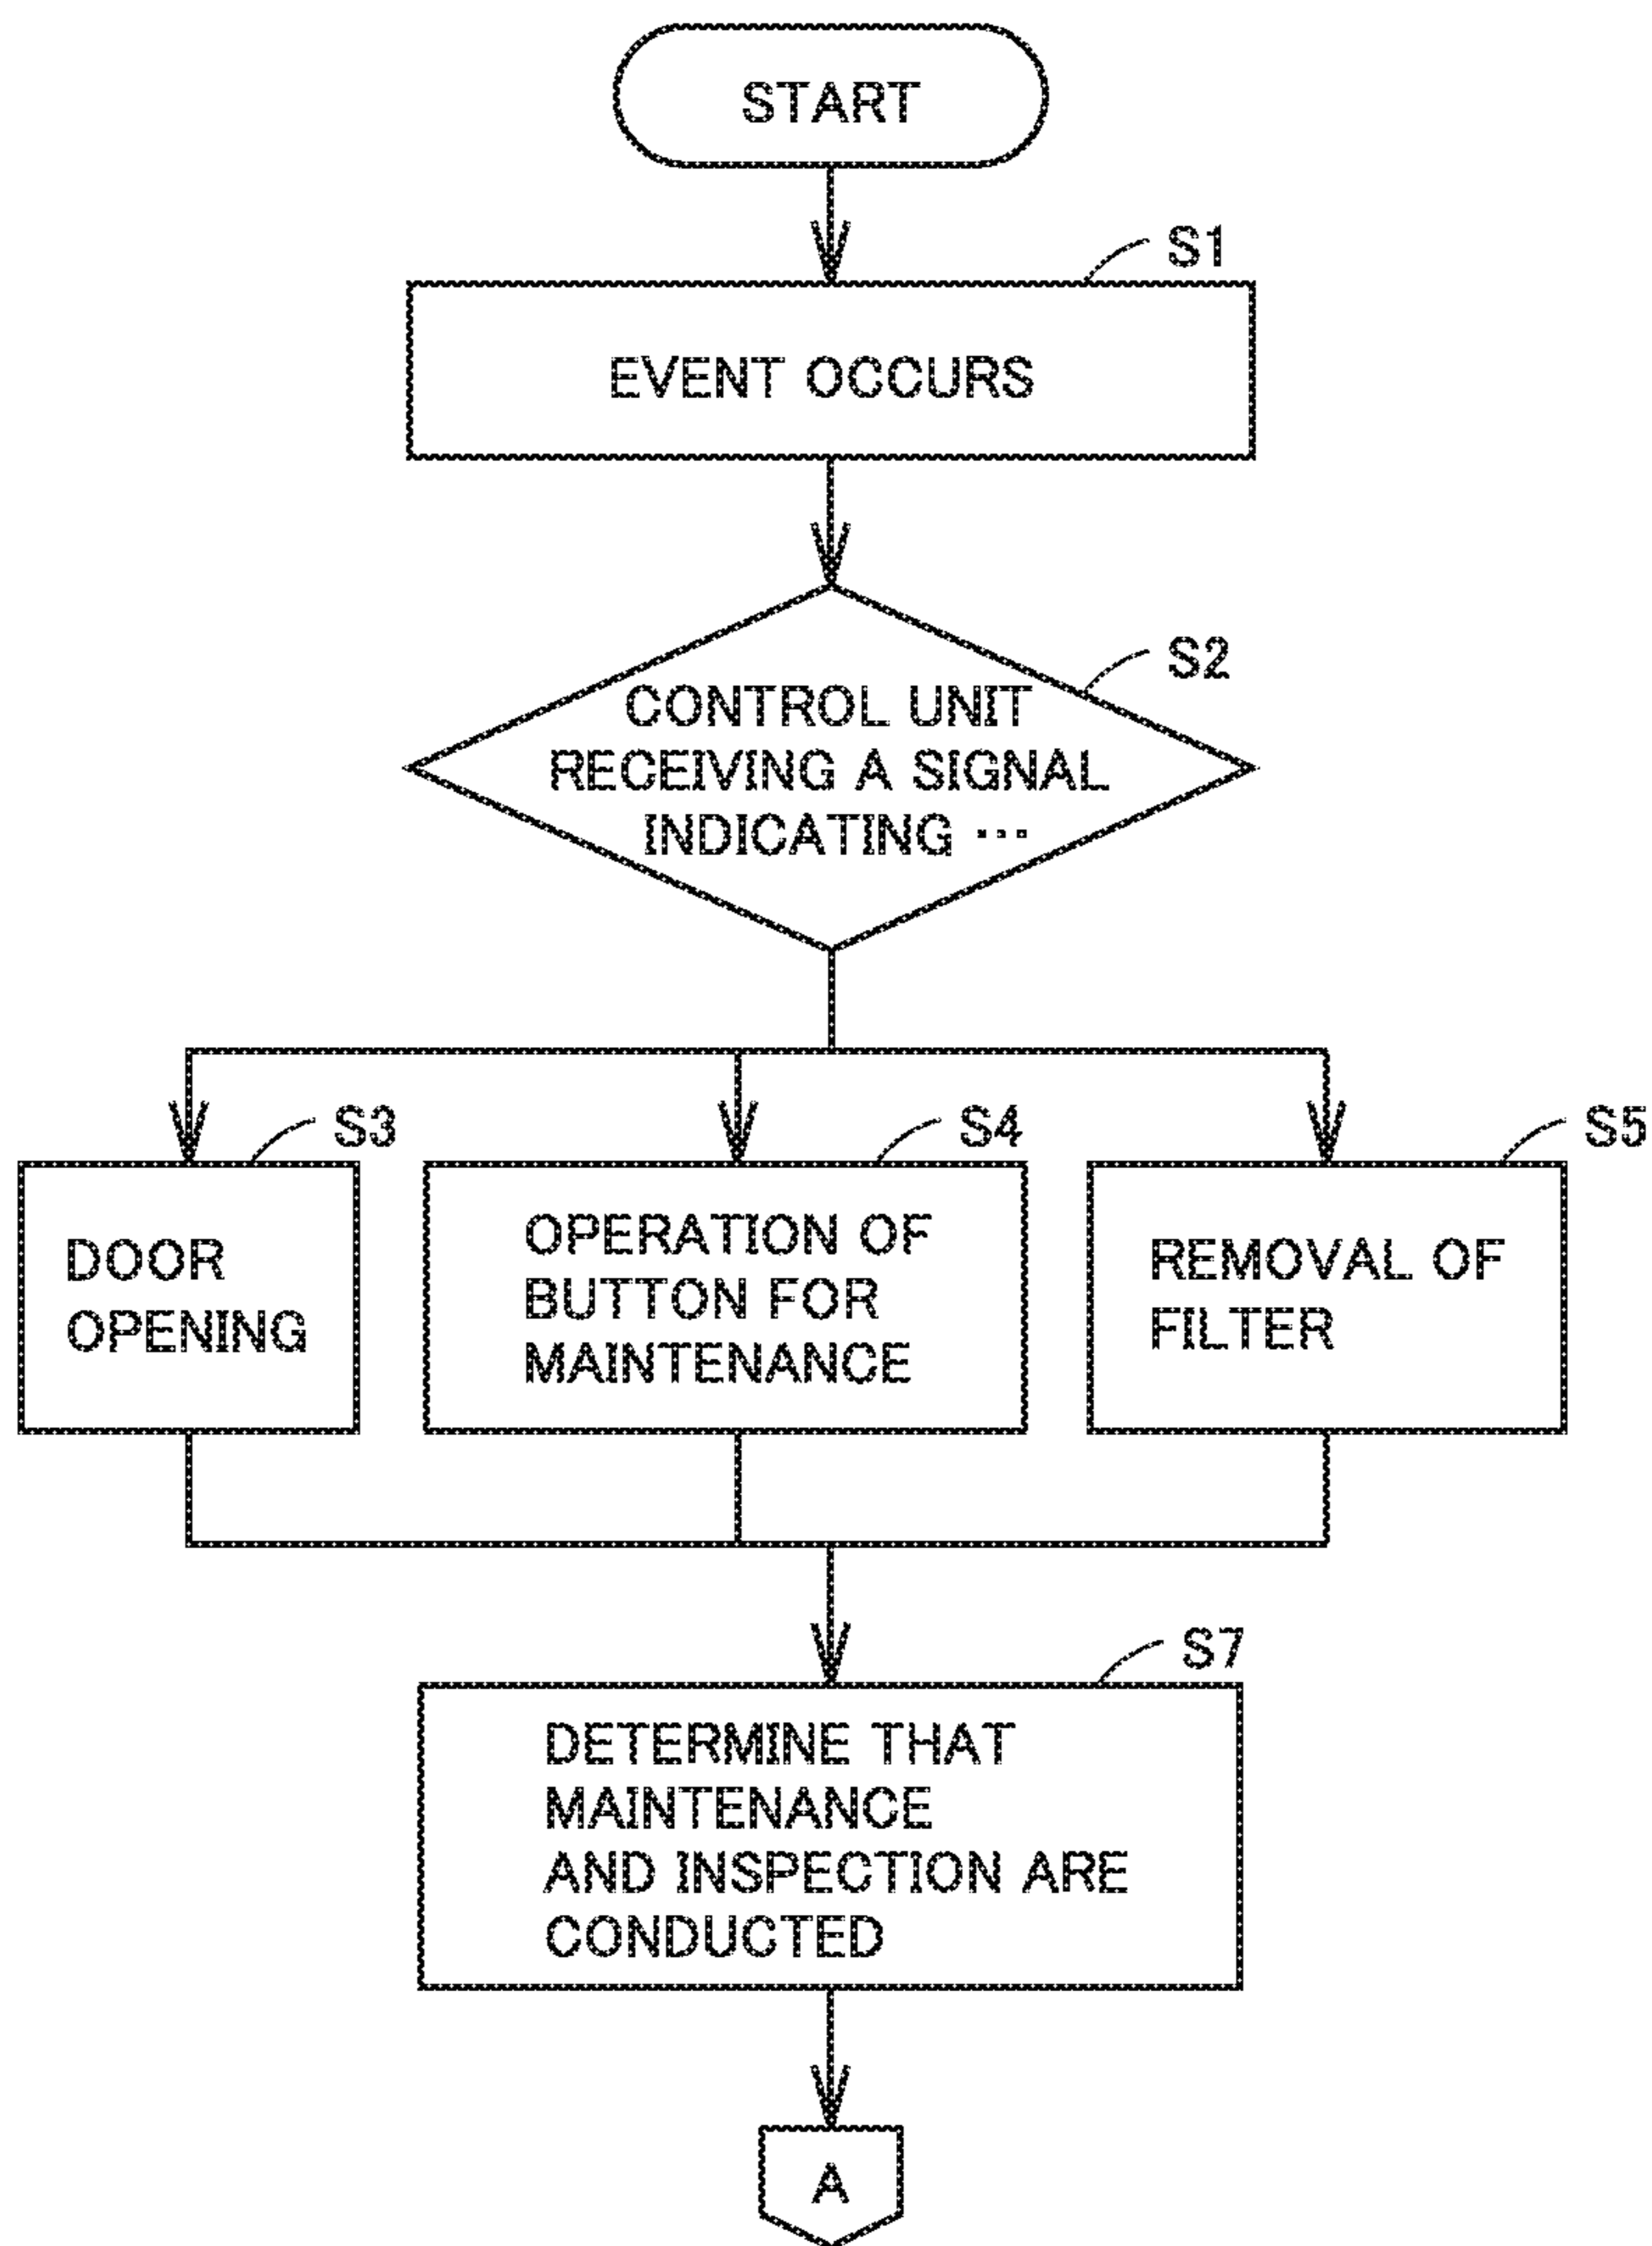 START
S1
EVENT OCCURS
S2
CONTROL UNIT
RECEIVING A SIGNAL
INDICATING ···
S3
DOOR
OPENING
S4
OPERATION OF
BUTTON FOR
MAINTENANCE
S5
REMOVAL OF
FILTER
S7
DETERMINE THAT
MAINTENANCE
AND INSPECTION ARE
CONDUCTED
A